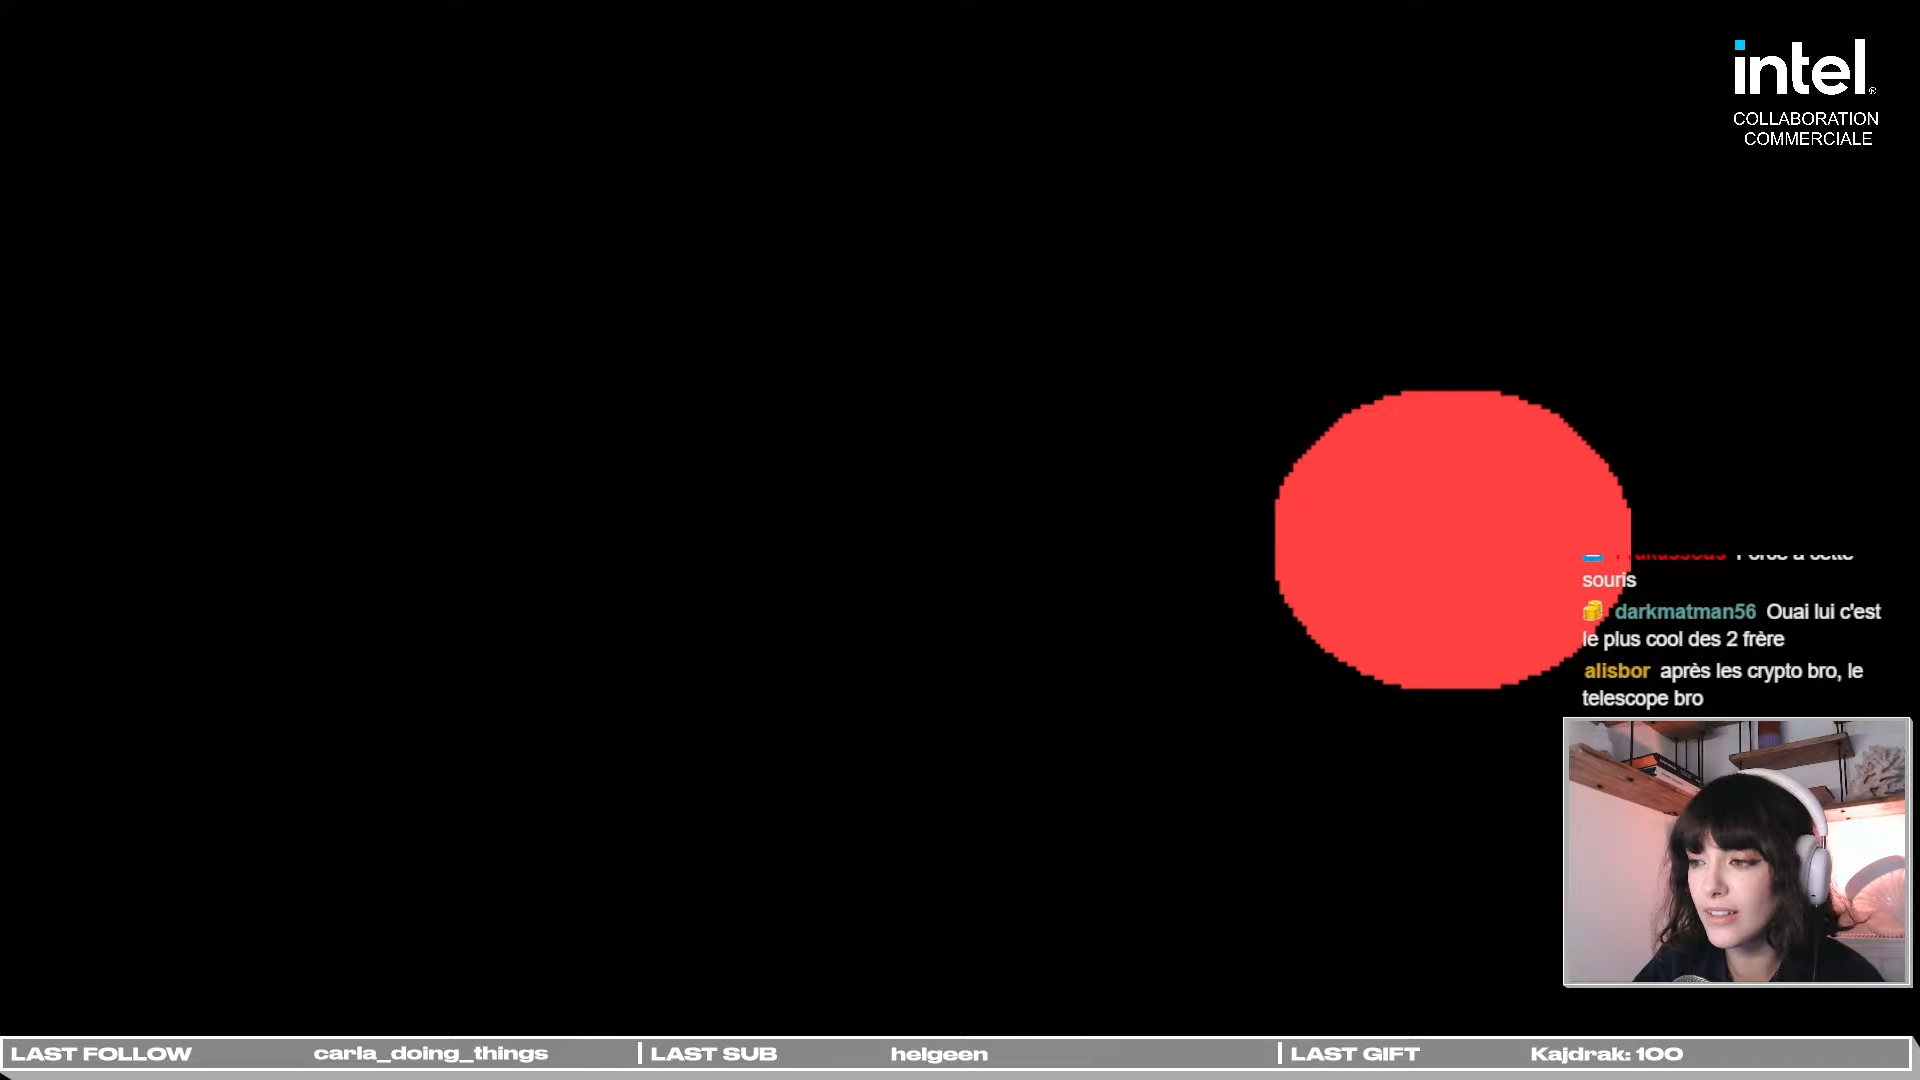 intel
COLLABORATION
COMMERCIALE
souris
darkmatman56 Ouai lui c'est
le plus cool des 2 frère
alisbor après les crypto bro, le
telescope bro
LAST FOLLOW carla_doing_things LAST SUB helgeen LAST GIFT Kajdrak: 100